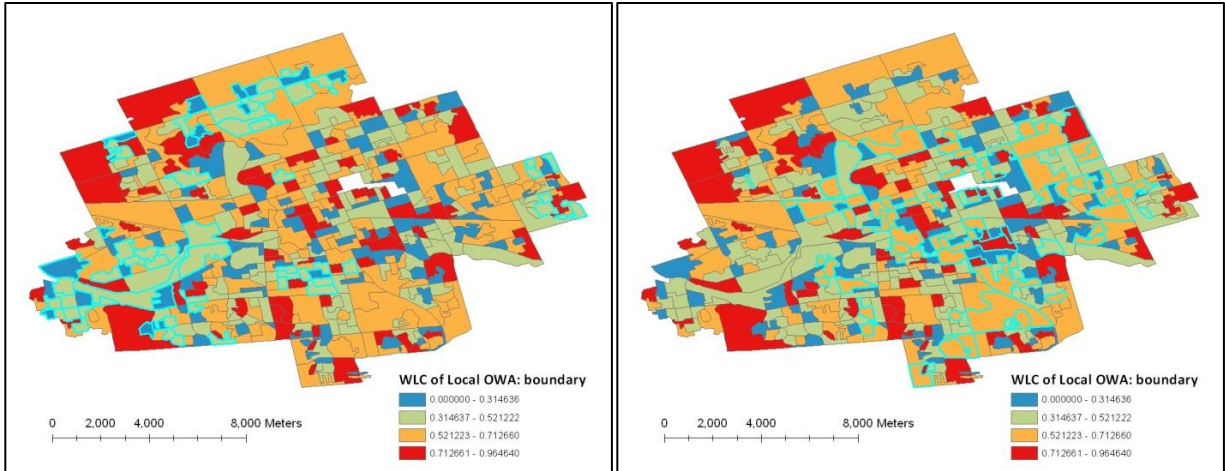 WLC of Local OWA: boundary
0.000000 - 0.314636
0.314637 - 0.521222
0.521223 - 0.712660
0.712661 - 0.964640
0 2,000 4,000 8,000 Meters
WLC of Local OWA: boundary
0.000000 - 0.314636
0.314637 - 0.521222
0.521223 - 0.712660
0.712661 - 0.964640
0 2,000 4,000 8,000 Meters